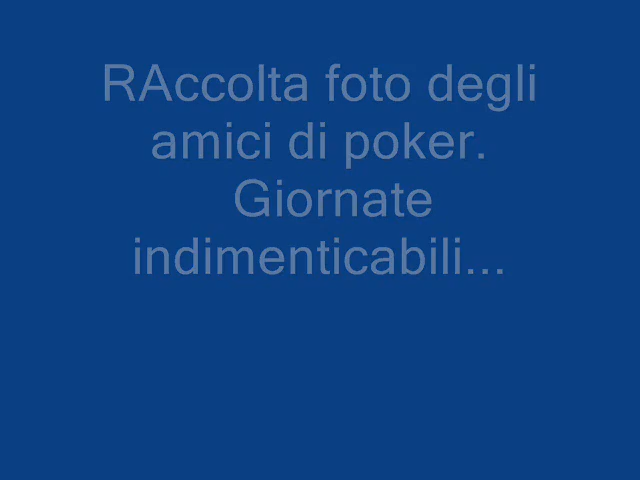 RAccolta foto degli
amici di poker.
Giornate
indimenticabili...